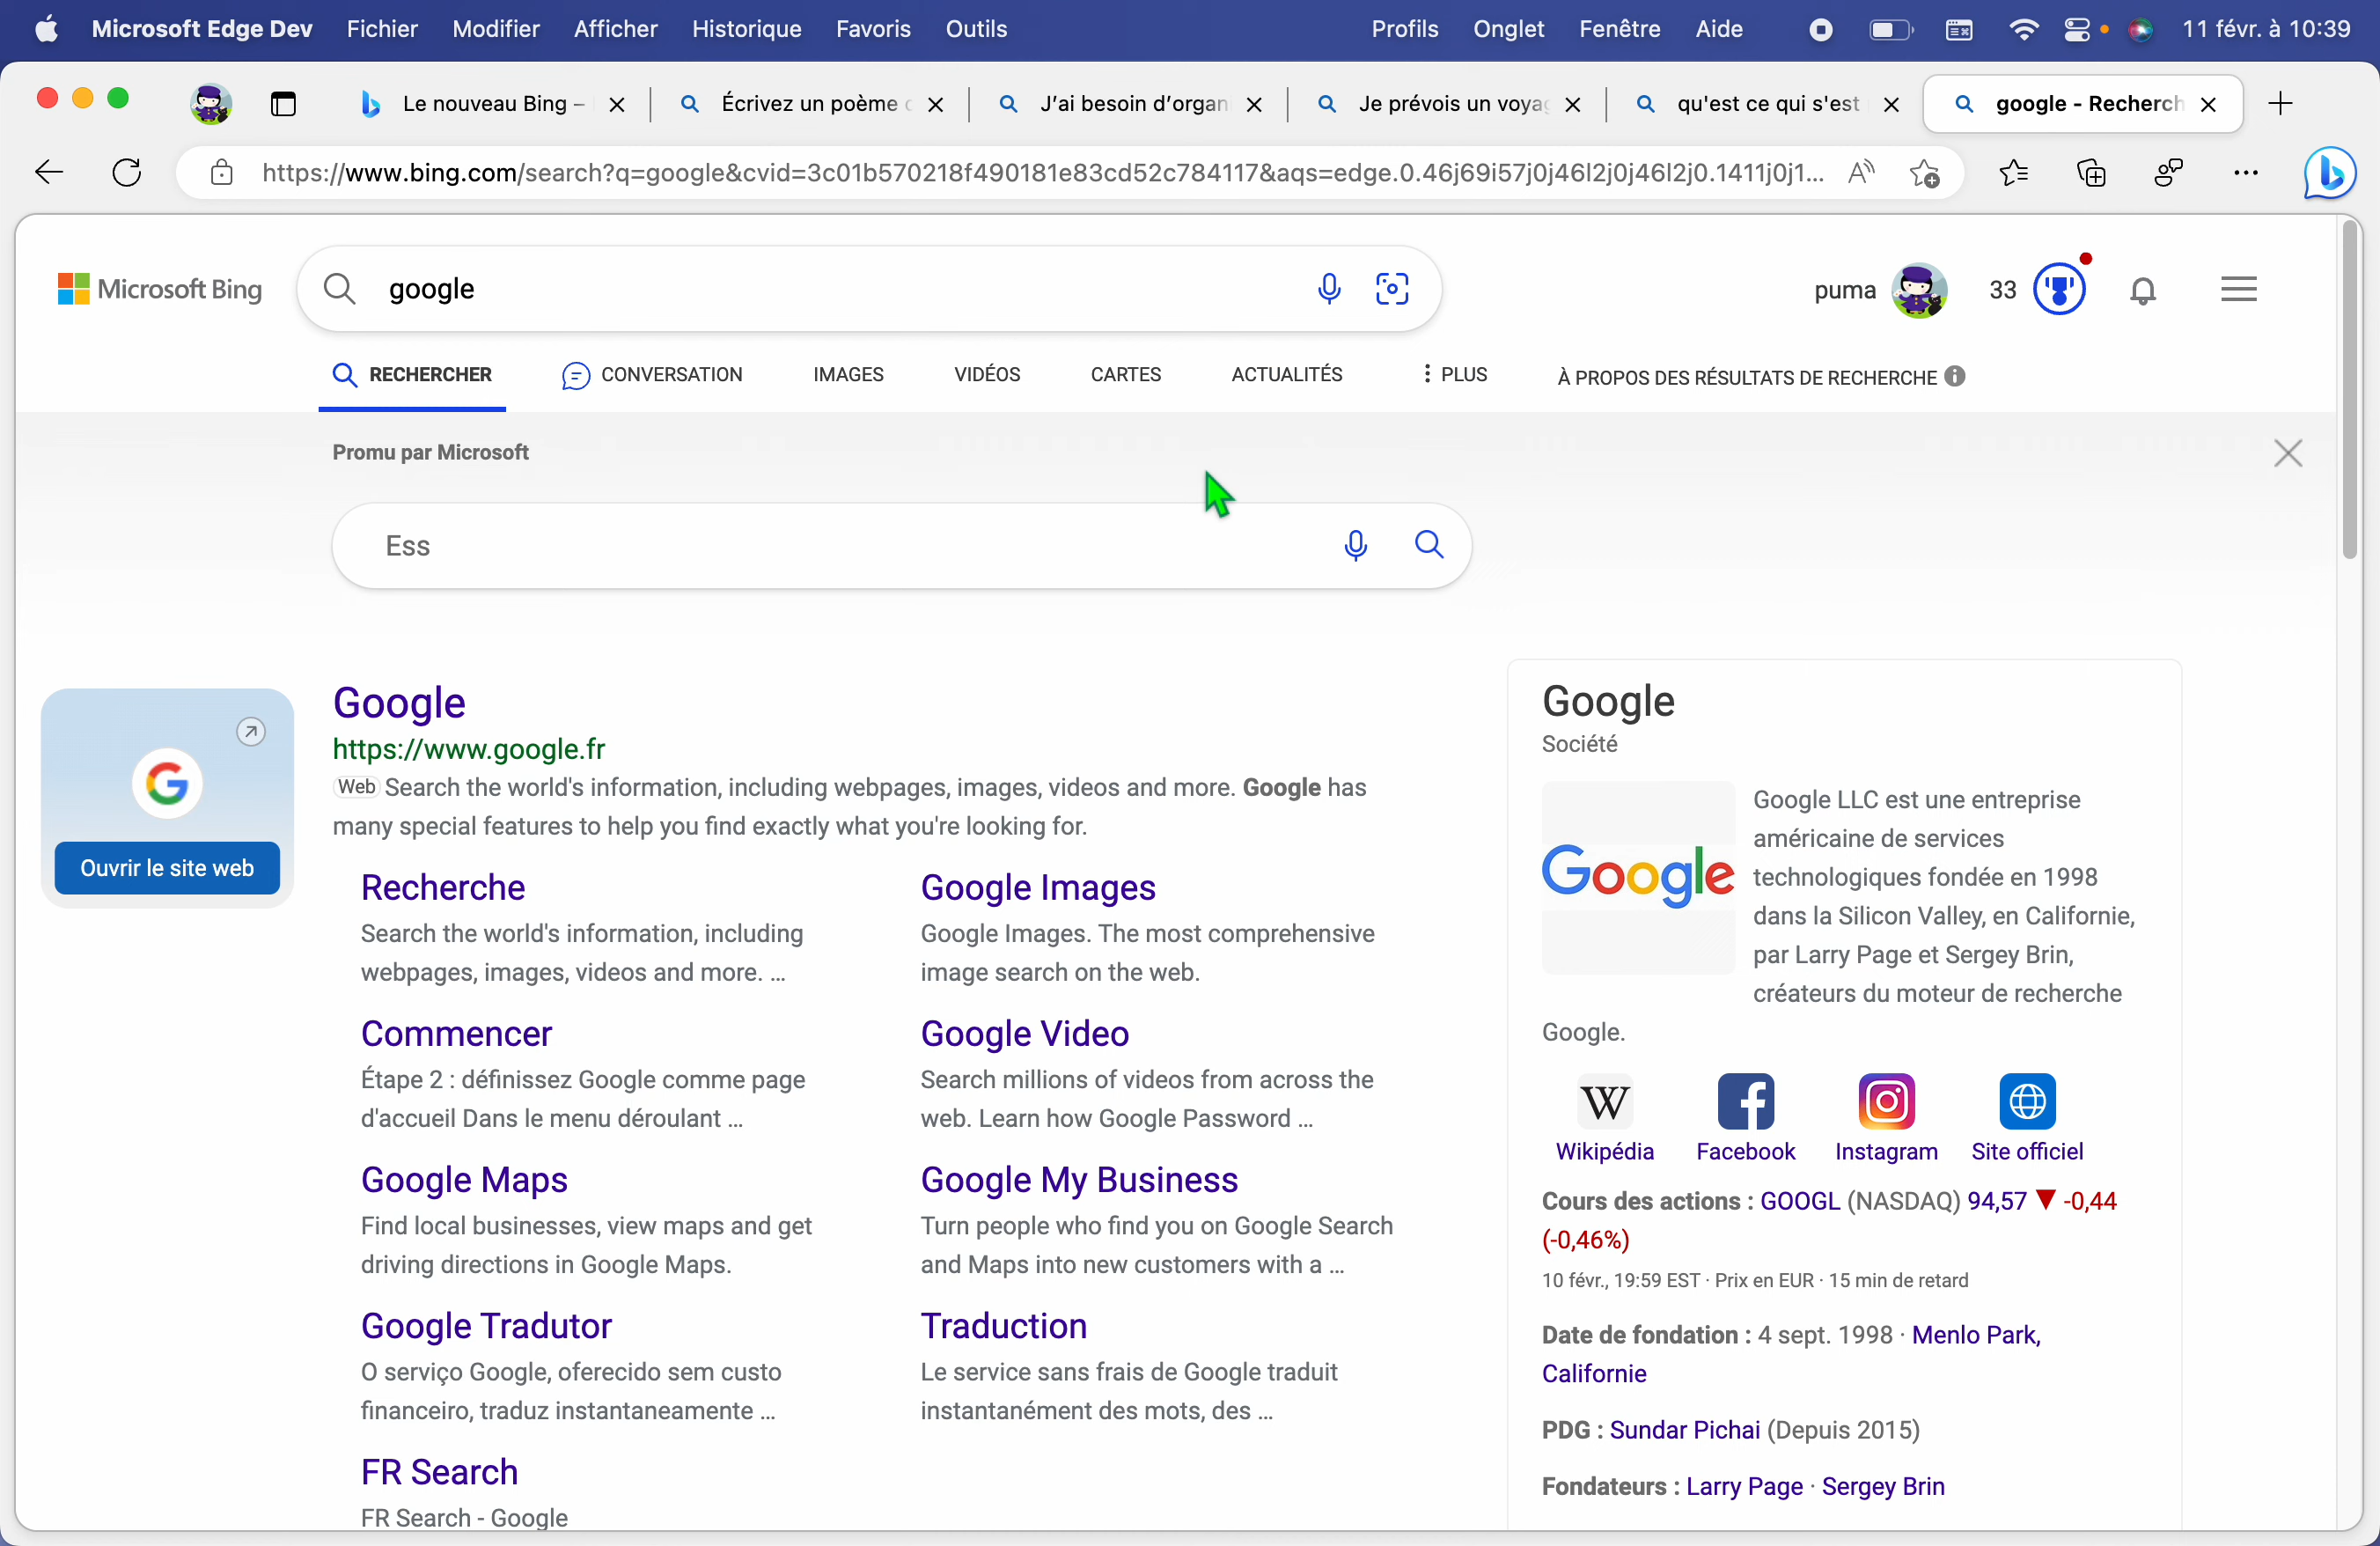 Microsoft Edge Dev Fichier Modifier Afficher Historique Favoris Outils Profils Onglet Fenêtre Aide 11 févr. à 10:39
Le nouveau Bing – Écrivez un poème J'ai besoin d'organ Je prévois un voya qu'est ce qui s'est google - Recherch
https://www.bing.com/search?q=google&cvid=3c01b570218f490181e83cd52c784117&aqs=edge.0.46j69i57j0j46l2j0j46l2j0.1411j0j1...
Microsoft Bing google puma 33
RECHERCHER CONVERSATION IMAGES VIDÉOS CARTES ACTUALITÉS PLUS À PROPOS DES RÉSULTATS DE RECHERCHE
Promu par Microsoft
Ess
Ouvrir le site web
Google
https://www.google.fr
Web Search the world's information, including webpages, images, videos and more. Google has
many special features to help you find exactly what you're looking for.
Recherche
Search the world's information, including
webpages, images, videos and more. ...
Google Images
Google Images. The most comprehensive
image search on the web.
Commencer
Étape 2 : définissez Google comme page
d'accueil Dans le menu déroulant ...
Google Video
Search millions of videos from across the
web. Learn how Google Password ...
Google Maps
Find local businesses, view maps and get
driving directions in Google Maps.
Google My Business
Turn people who find you on Google Search
and Maps into new customers with a ...
Google Tradutor
O serviço Google, oferecido sem custo
financeiro, traduz instantaneamente ...
Traduction
Le service sans frais de Google traduit
instantanément des mots, des ...
FR Search
FR Search - Google
Google
Société
Google
Google LLC est une entreprise
américaine de services
technologiques fondée en 1998
dans la Silicon Valley, en Californie,
par Larry Page et Sergey Brin,
créateurs du moteur de recherche
Google.
Wikipédia Facebook Instagram Site officiel
Cours des actions : GOOGL (NASDAQ) 94,57 ▼ -0,44
(-0,46%)
10 févr., 19:59 EST · Prix en EUR · 15 min de retard
Date de fondation : 4 sept. 1998 · Menlo Park,
Californie
PDG : Sundar Pichai (Depuis 2015)
Fondateurs : Larry Page · Sergey Brin